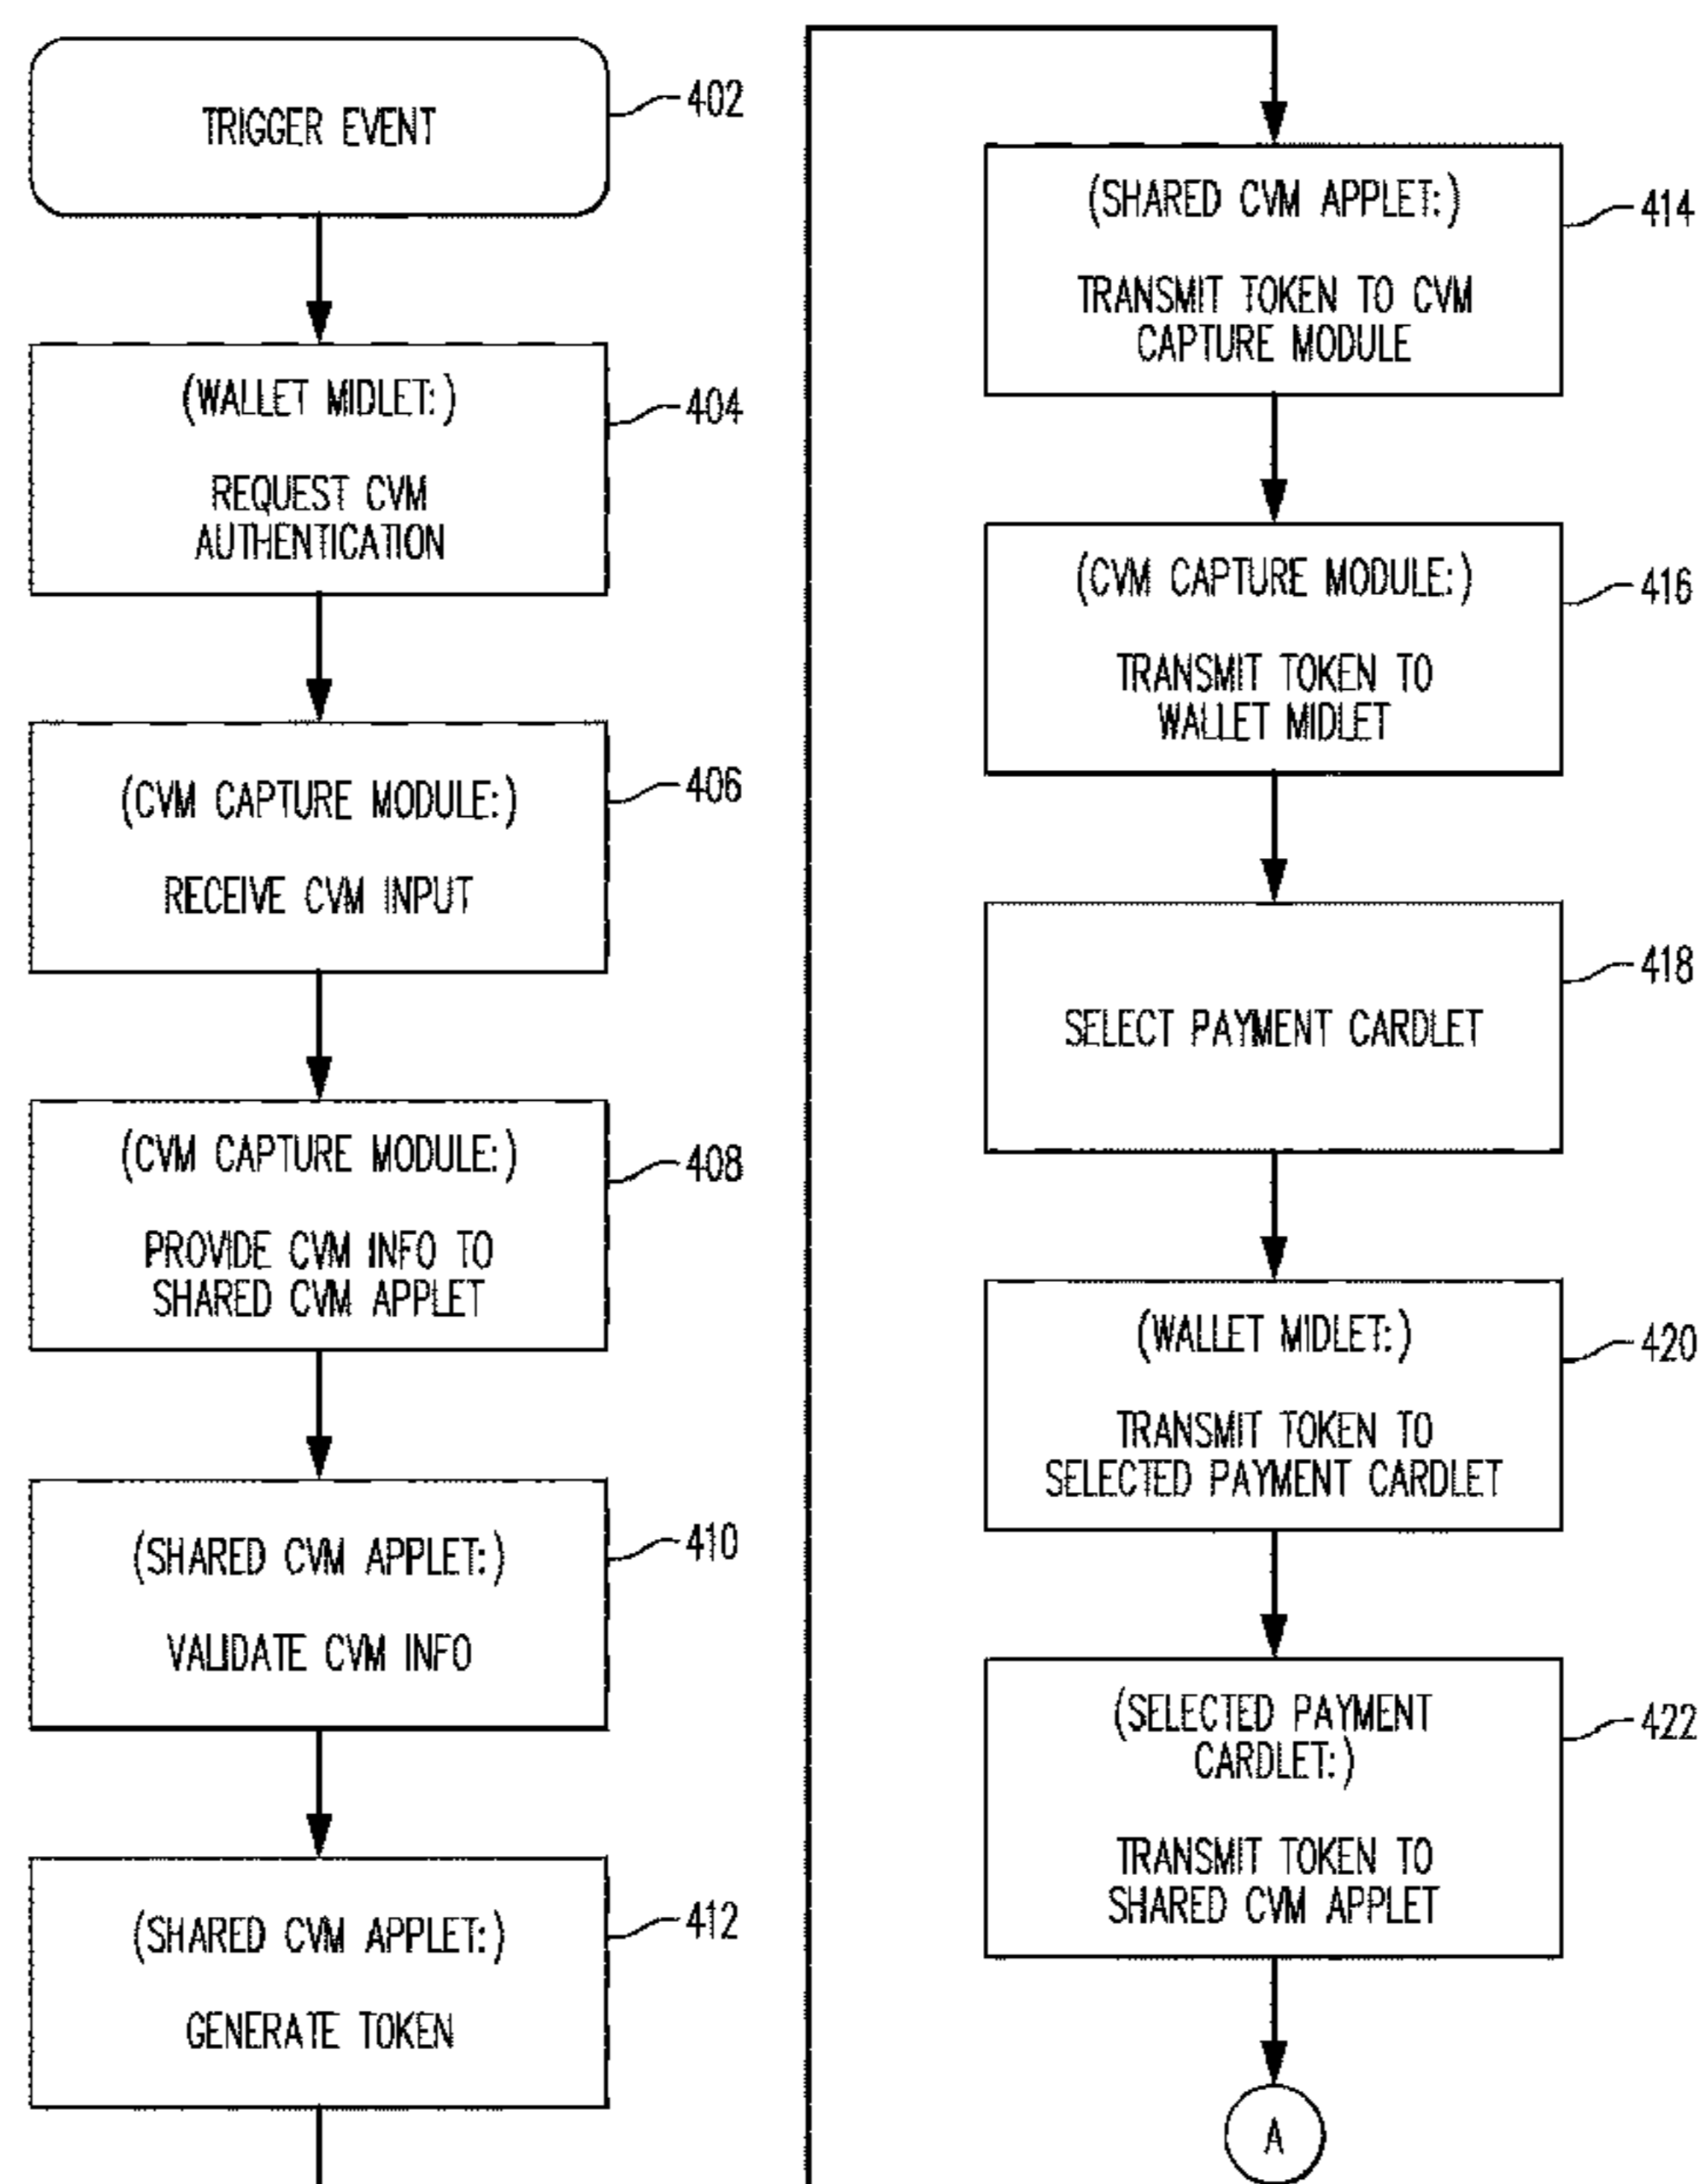 TRIGGER EVENT
402
(WALLET MIDLET:)
REQUEST CVM
AUTHENTICATION
404
(CVM CAPTURE MODULE:)
RECEIVE CVM INPUT
406
(CVM CAPTURE MODULE:)
PROVIDE CVM INFO TO
SHARED CVM APPLET
408
(SHARED CVM APPLET:)
VALIDATE CVM INFO
410
(SHARED CVM APPLET:)
GENERATE TOKEN
412
(SHARED CVM APPLET:)
TRANSMIT TOKEN TO CVM
CAPTURE MODULE
414
(CVM CAPTURE MODULE:)
TRANSMIT TOKEN TO
WALLET MIDLET
416
SELECT PAYMENT CARDLET
418
(WALLET MIDLET:)
TRANSMIT TOKEN TO
SELECTED PAYMENT CARDLET
420
(SELECTED PAYMENT
CARDLET:)
TRANSMIT TOKEN TO
SHARED CVM APPLET
422
A